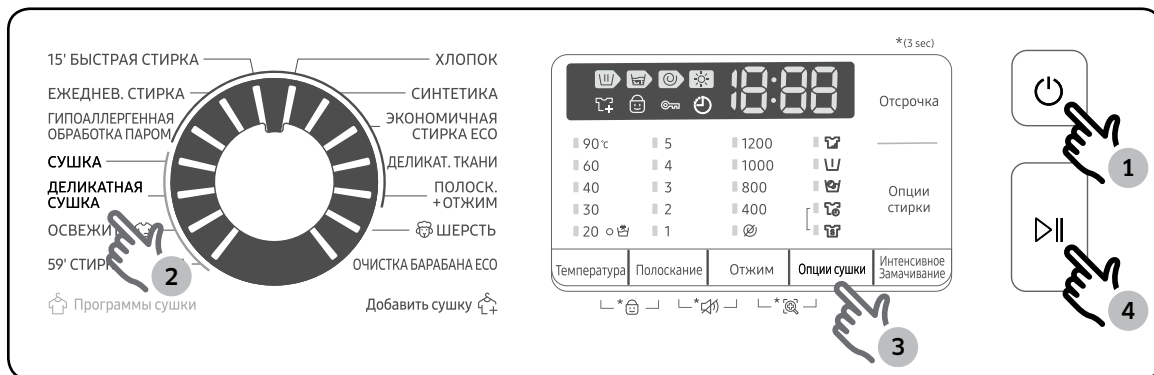 *(3 sec)
15' БЫСТРАЯ СТИРКА
ХЛОПОК
ЕЖЕДНЕВ. СТИРКА
СИНТЕТИКА
ГИПОАЛЛЕРГЕННАЯ
ОБРАБОТКА ПАРОМ
ЭКОНОМИЧНАЯ
СТИРКА ECO
СУШКА
ДЕЛИКАТ. ТКАНИ
ДЕЛИКАТНАЯ
СУШКА
ПОЛОСК.
+ОТЖИМ
ОСВЕЖИ
ШЕРСТЬ
59' СТИР
ОЧИСТКА БАРАБАНА ECO
Программы сушки
Добавить сушку
2
18:88
Отсрочка
90℃ 5 1200
60 4 1000
40 3 800
30 2 400
20 1
Опции
стирки
Температура
Полоскание
Отжим
Опции сушки
Интенсивное
Замачивание
*
*
*
3
1
4